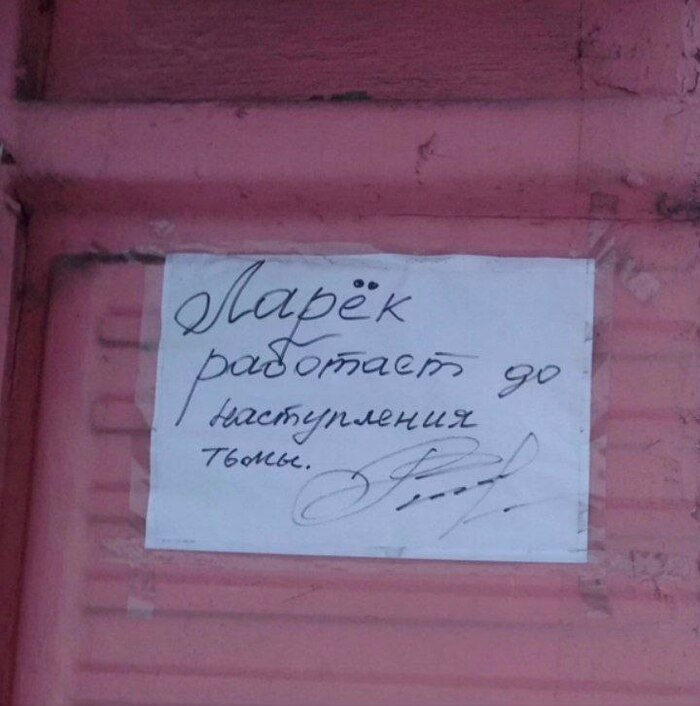 Ларёк
работает до
наступления
тьмы.